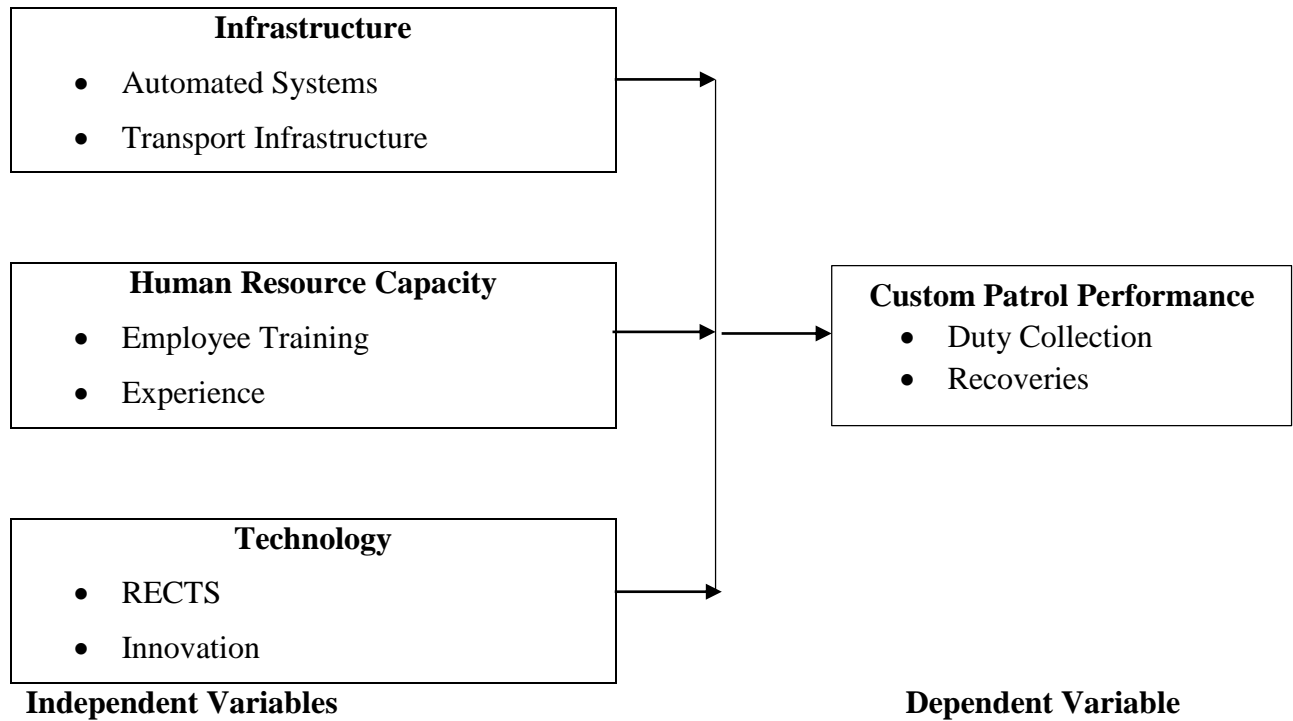 Infrastructure
• Automated Systems
• Transport Infrastructure
Human Resource Capacity
• Employee Training
• Experience
Custom Patrol Performance
• Duty Collection
• Recoveries
Technology
• RECTS
• Innovation
Independent Variables
Dependent Variable